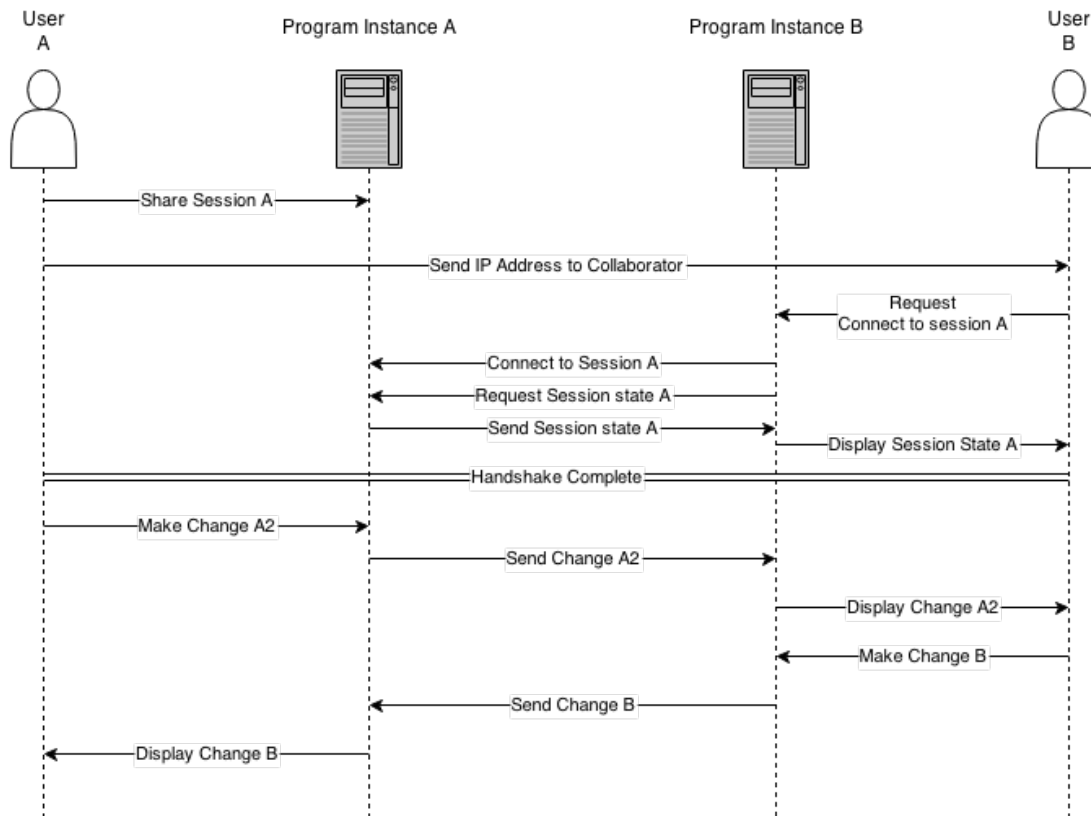 User
A
Program Instance A
Program Instance B
User
B
Share Session A
Send IP Address to Collaborator
Request
Connect to session A
Connect to Session A
Request Session state A
Send Session state A
Display Session State A
Handshake Complete
Make Change A2
Send Change A2
Display Change A2
Make Change B
Send Change B
Display Change B